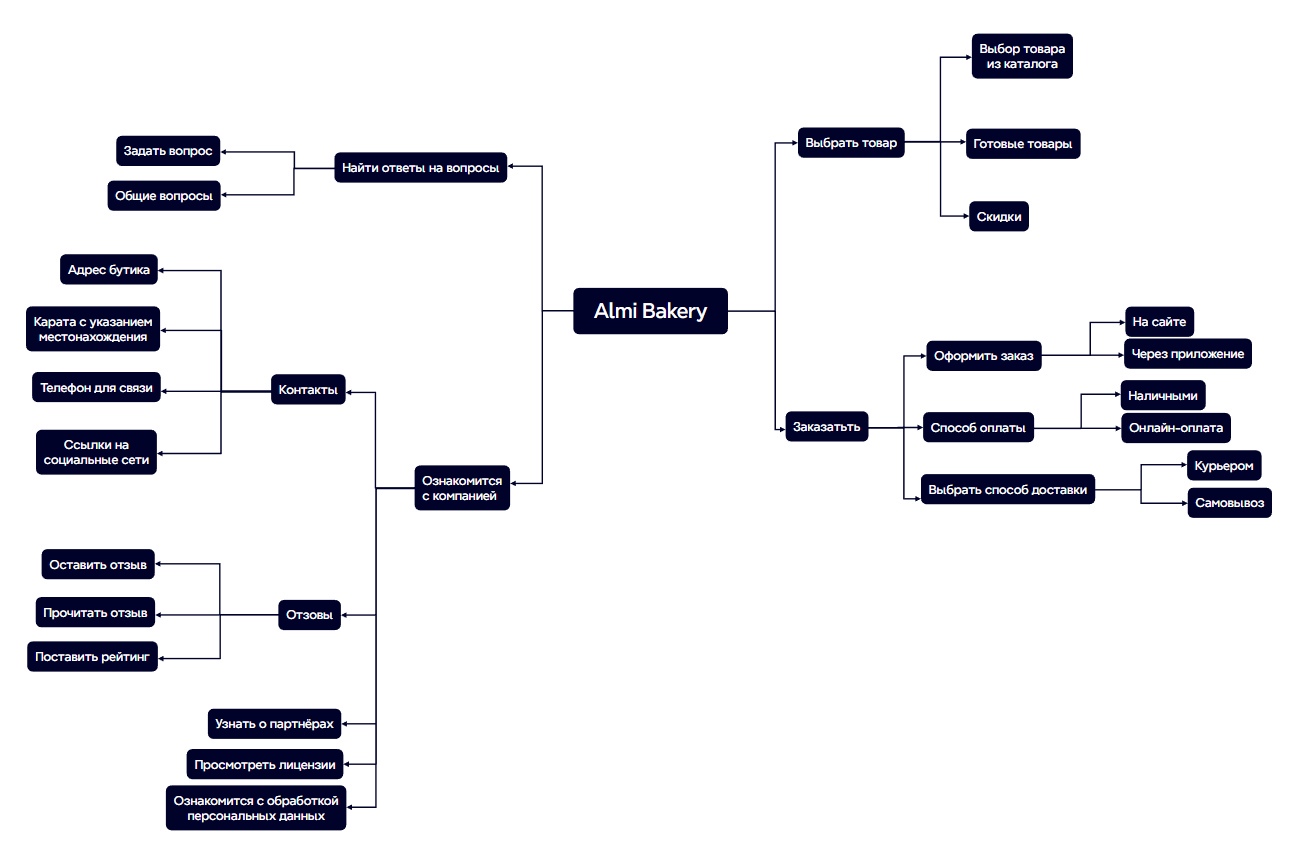 Almi Bakery
Выбрать товар
Выбор товара
из каталога
Готовые товары
Скидки
Заказатьть
Оформить заказ
На сайте
Через приложение
Способ оплаты
Наличными
Онлайн-оплата
Выбрать способ доставки
Курьером
Самовывоз
Найти ответы на вопросы
Задать вопрос
Общие вопросы
Ознакомится
с компанией
Контакты
Адрес бутика
Карата с указанием
местонахождения
Телефон для связи
Ссылки на
социальные сети
Отзовы
Оставить отзыв
Прочитать отзыв
Поставить рейтинг
Узнать о партнёрах
Просмотреть лицензии
Ознакомится с обработкой
персональных данных